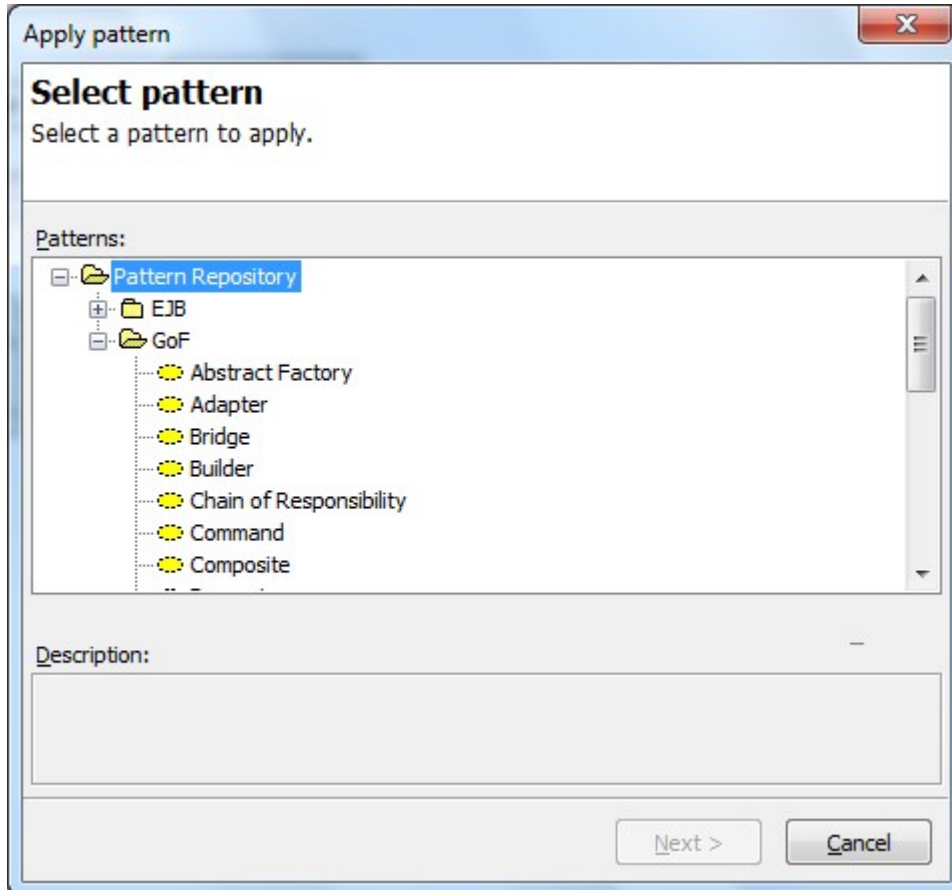 Apply pattern
Select pattern
Select a pattern to apply.
Patterns:
Pattern Repository
EJB
GoF
Abstract Factory
Adapter
Bridge
Builder
Chain of Responsibility
Command
Composite
Description:
Next >
Cancel